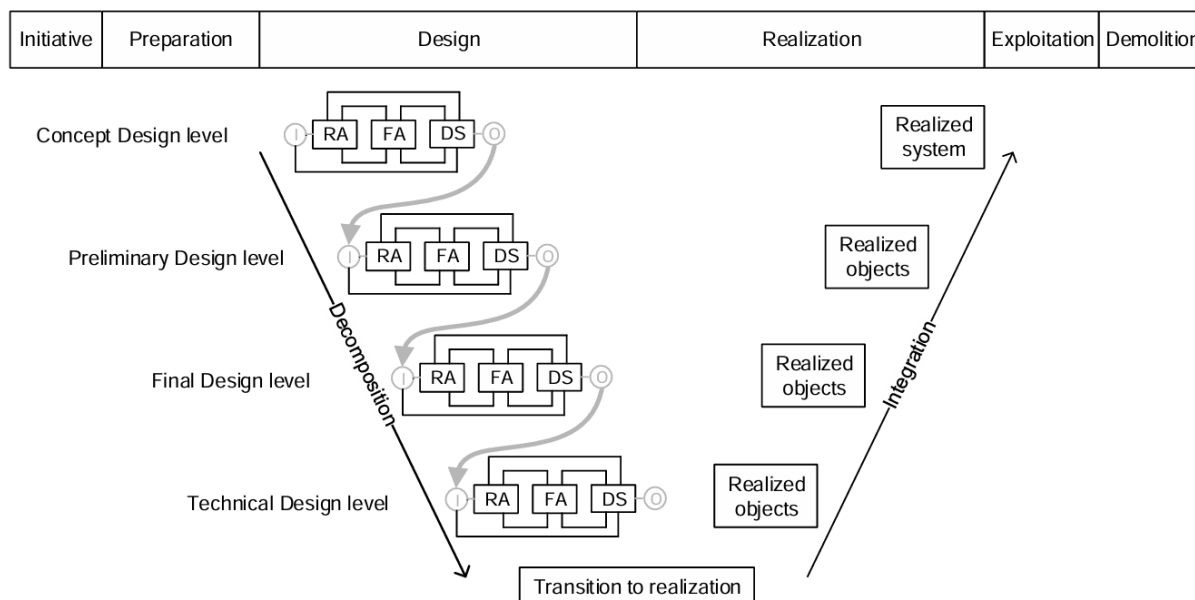 Initiative Preparation Design Realization Exploitation Demolition
Concept Design level I RA FA DS O Realized
system
Preliminary Design level I RA FA DS O Realized
objects
Decomposition
Integration
Final Design level I RA FA DS O Realized
objects
Technical Design level I RA FA DS O Realized
objects
Transition to realization